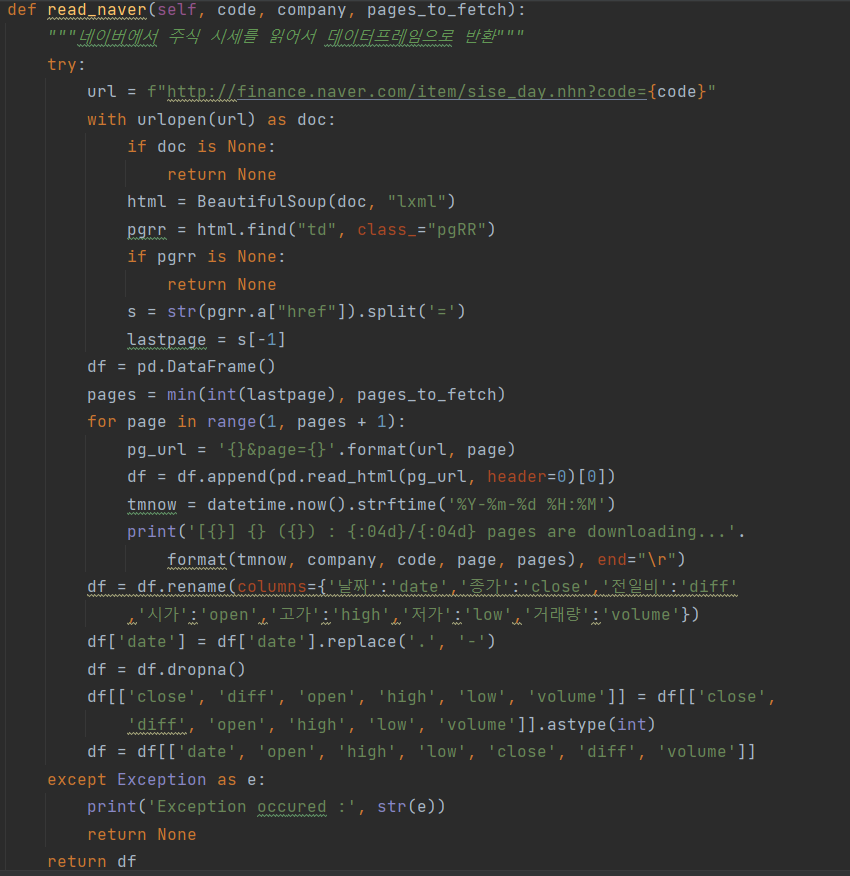 def read_naver(self, code, company, pages_to_fetch):
    """네이버에서 주식 시세를 읽어서 데이터프레임으로 반환"""
    try:
        url = f"http://finance.naver.com/item/sise_day.nhn?code={code}"
        with urlopen(url) as doc:
            if doc is None:
                return None
            html = BeautifulSoup(doc, "lxml")
            pgrr = html.find("td", class_="pgRR")
            if pgrr is None:
                return None
            s = str(pgrr.a["href"]).split('=')
            lastpage = s[-1]
        df = pd.DataFrame()
        pages = min(int(lastpage), pages_to_fetch)
        for page in range(1, pages + 1):
            pg_url = '{}&page={}'.format(url, page)
            df = df.append(pd.read_html(pg_url, header=0)[0])
            tmnow = datetime.now().strftime('%Y-%m-%d %H:%M')
            print('[{}] {} ({}) : {:04d}/{:04d} pages are downloading...'.
                format(tmnow, company, code, page, pages), end="\r")
        df = df.rename(columns={'날짜':'date','종가':'close','전일비':'diff'
            ,'시가':'open','고가':'high','저가':'low','거래량':'volume'})
        df['date'] = df['date'].replace('.', '-')
        df = df.dropna()
        df[['close', 'diff', 'open', 'high', 'low', 'volume']] = df[['close',
            'diff', 'open', 'high', 'low', 'volume']].astype(int)
        df = df[['date', 'open', 'high', 'low', 'close', 'diff', 'volume']]
    except Exception as e:
        print('Exception occured :', str(e))
        return None
    return df